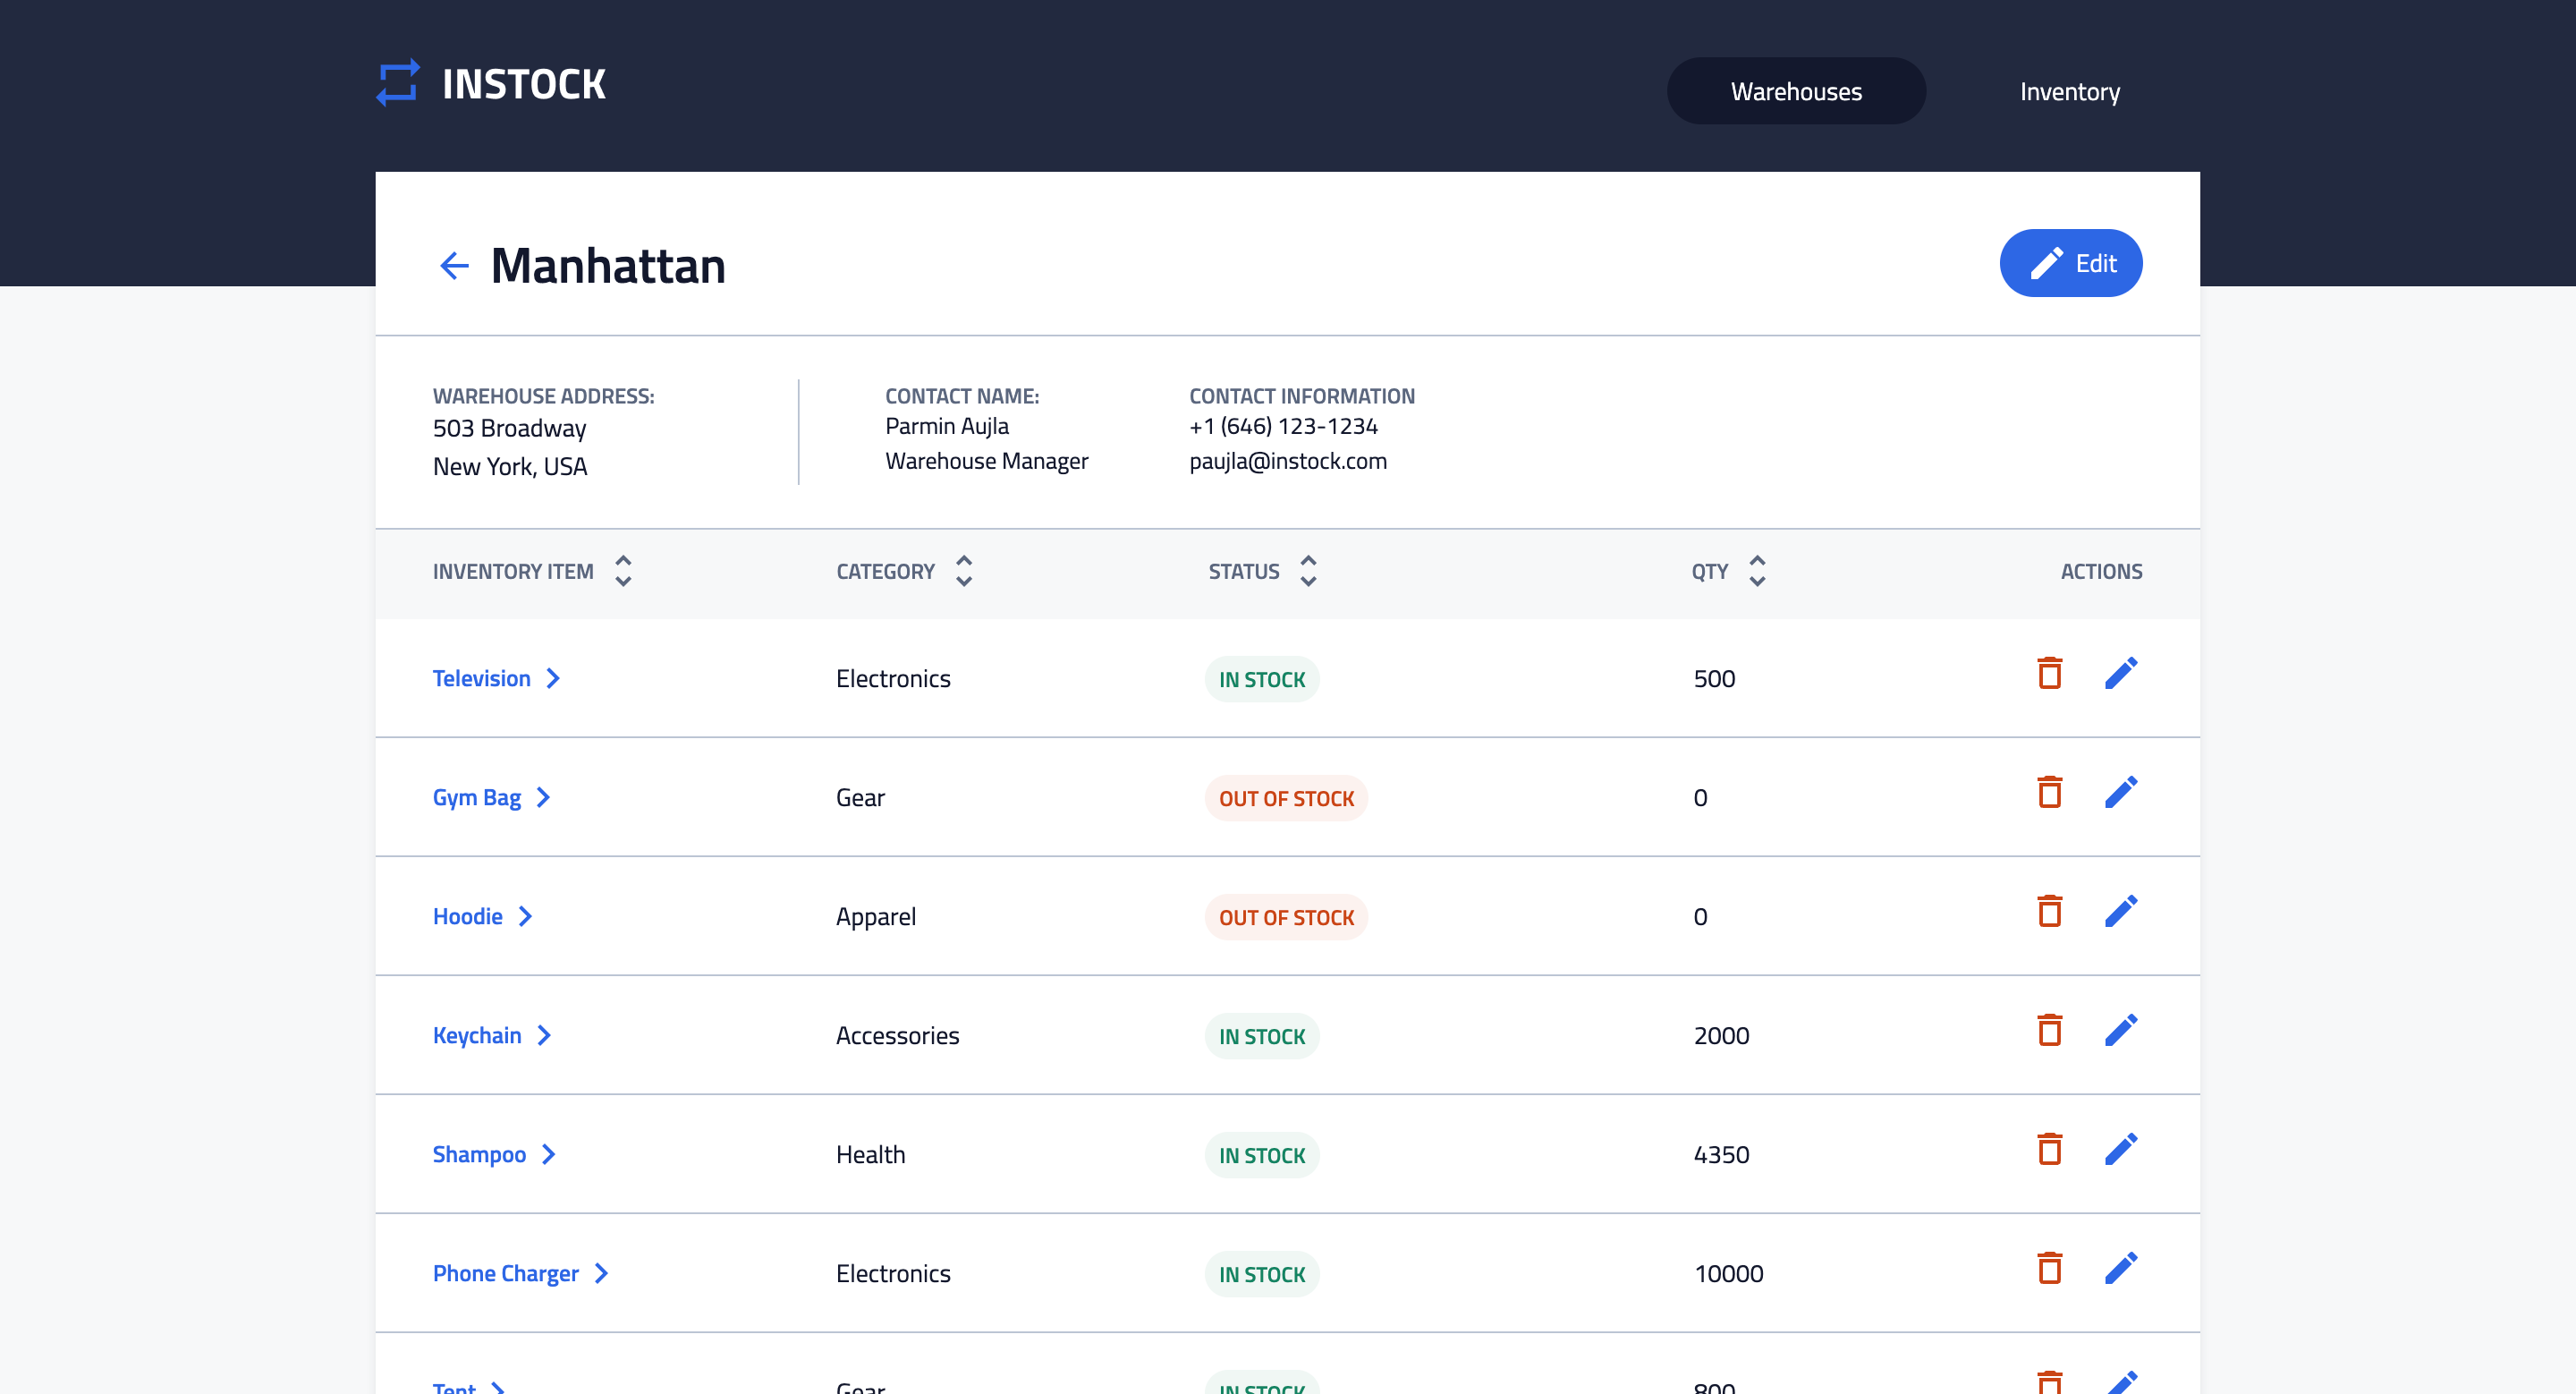 INSTOCK
Warehouses Inventory
Manhattan
Edit
WAREHOUSE ADDRESS:
503 Broadway
New York, USA
CONTACT NAME:
Parmin Aujla
Warehouse Manager
CONTACT INFORMATION
+1 (646) 123-1234
paujla@instock.com
INVENTORY ITEM CATEGORY STATUS QTY ACTIONS
Television Electronics IN STOCK 500
Gym Bag Gear OUT OF STOCK 0
Hoodie Apparel OUT OF STOCK 0
Keychain Accessories IN STOCK 2000
Shampoo Health IN STOCK 4350
Phone Charger Electronics IN STOCK 10000
Tent Gear IN STOCK 800